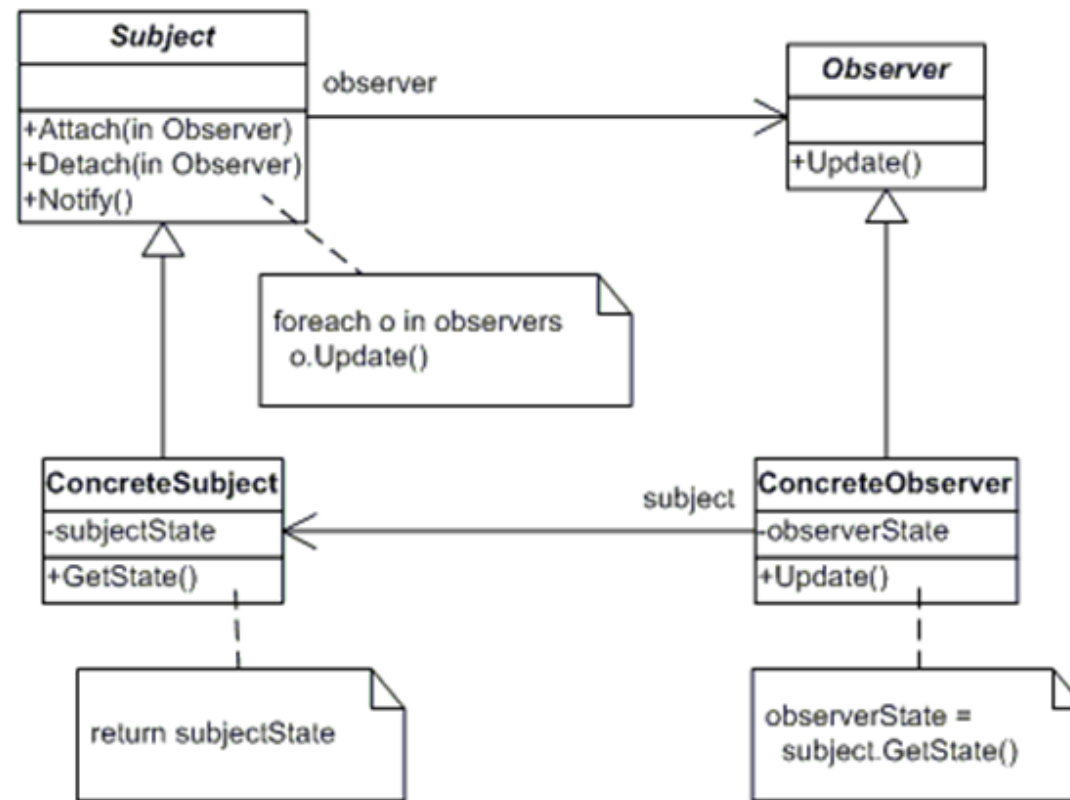 Subject
+Attach(in Observer)
+Detach(in Observer)
+Notify()
observer
Observer
+Update()
foreach o in observers
o.Update()
ConcreteSubject
-subjectState
+GetState()
subject
ConcreteObserver
-observerState
+Update()
return subjectState
observerState =
subject.GetState()